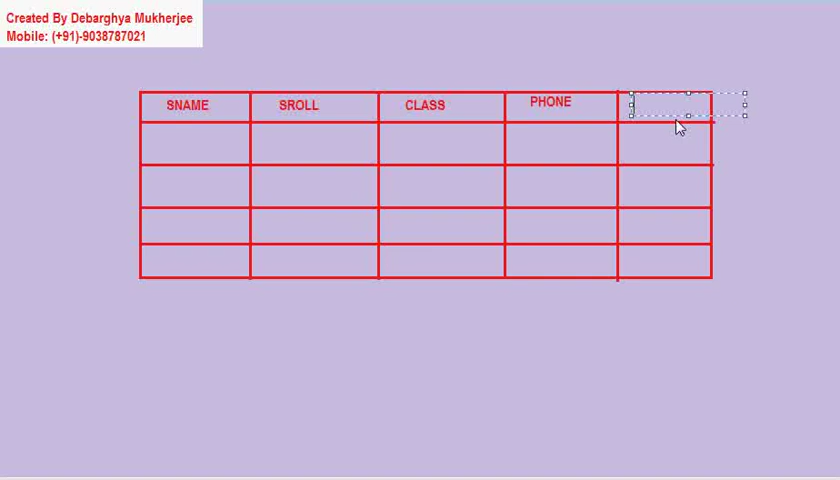 Created By Debarghya Mukherjee
Mobile: (+91)-9038787021
SNAME SROLL CLASS PHONE